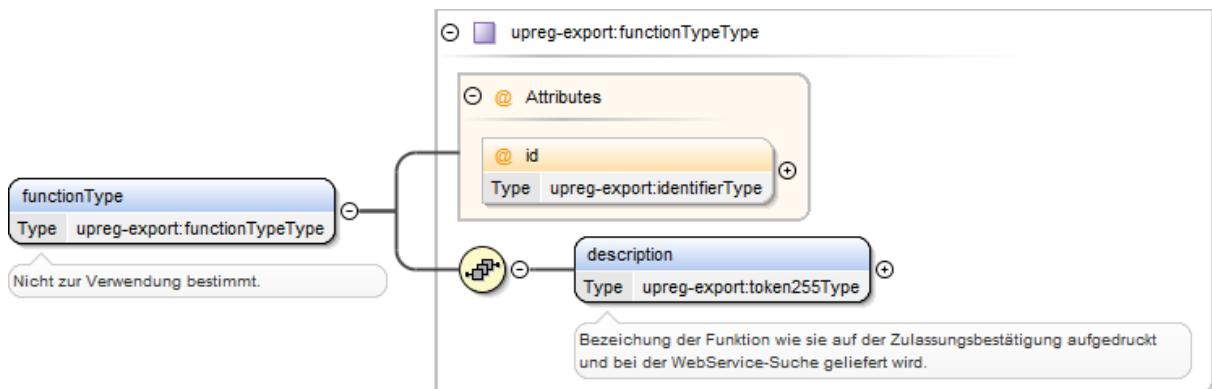 upreg-export:functionTypeType
@ Attributes
@ id
Type upreg-export:identifierType
functionType
Type upreg-export:functionTypeType
Nicht zur Verwendung bestimmt.
description
Type upreg-export:token255Type
Bezeichung der Funktion wie sie auf der Zulassungsbestätigung aufgedruckt
und bei der WebService-Suche geliefert wird.